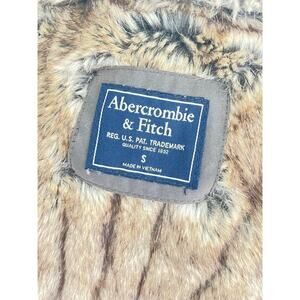 Abercrombie
& Fitch
REG. U.S. PAT. TRADEMARK
QUALITY SINCE 1892
S
MADE IN VIETNAM